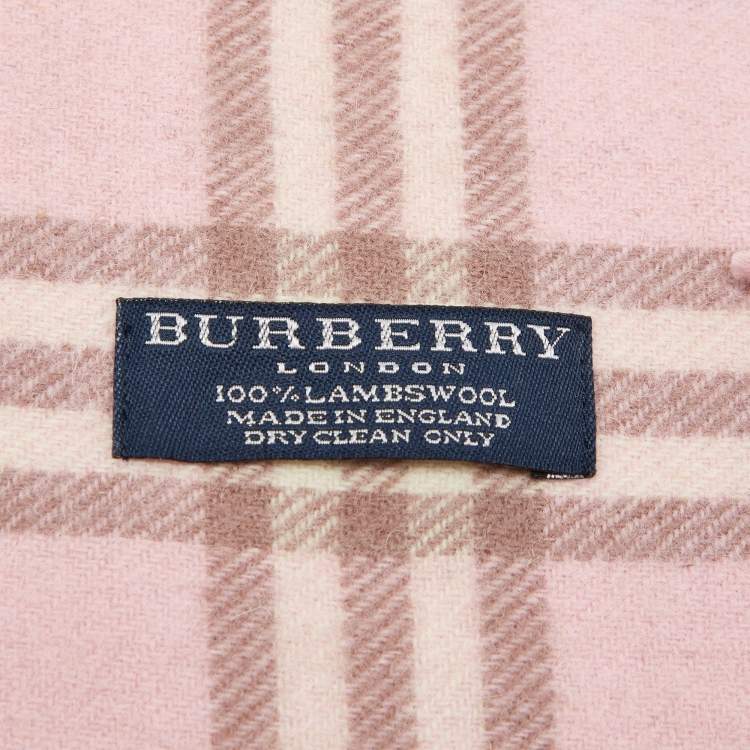 BURBERRY
LONDON
100% LAMBSWOOL
MADE IN ENGLAND
DRY CLEAN ONLY